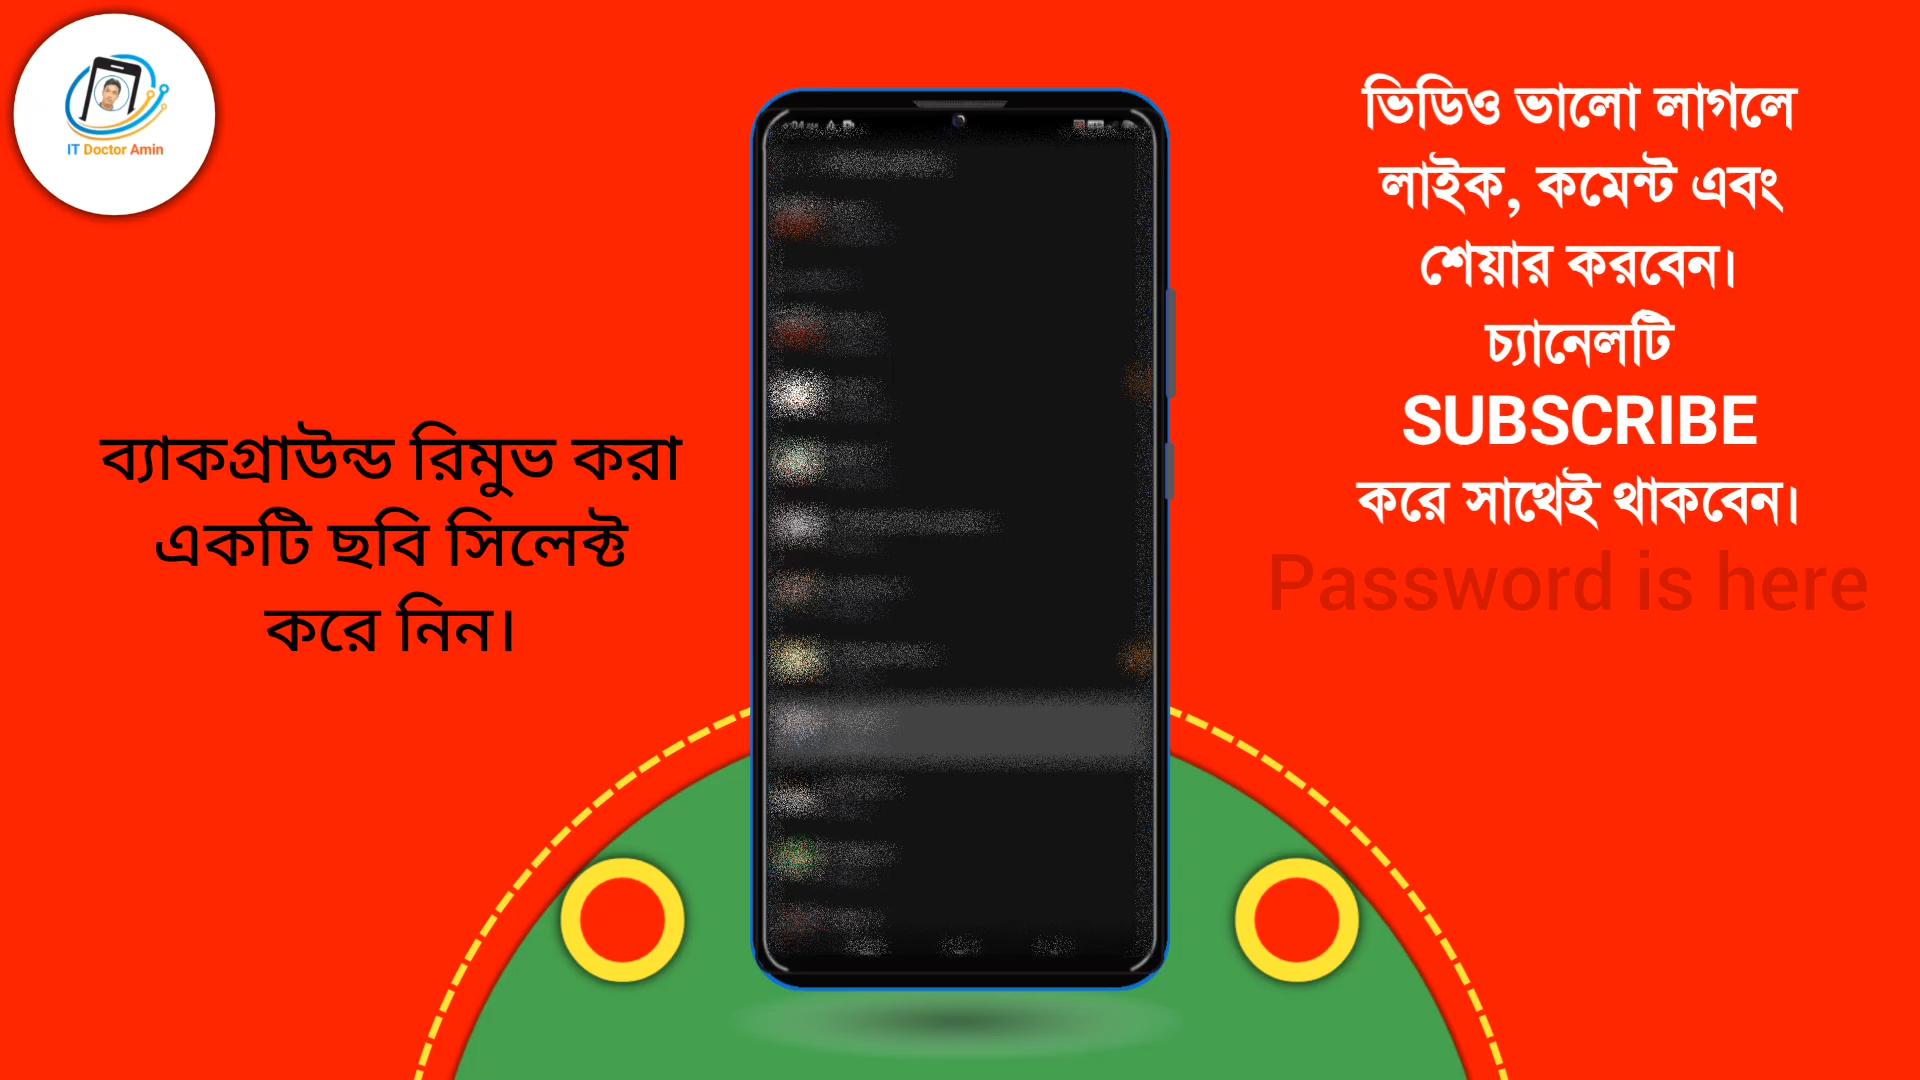 IT Doctor Amin
ব্যাকগ্রাউন্ড রিমুভ করা
একটি ছবি সিলেক্ট
করে নিন।
ভিডিও ভালো লাগলে
লাইক, কমেন্ট এবং
শেয়ার করবেন।
চ্যানেলটি
SUBSCRIBE
করে সাথেই থাকবেন।
Password is here